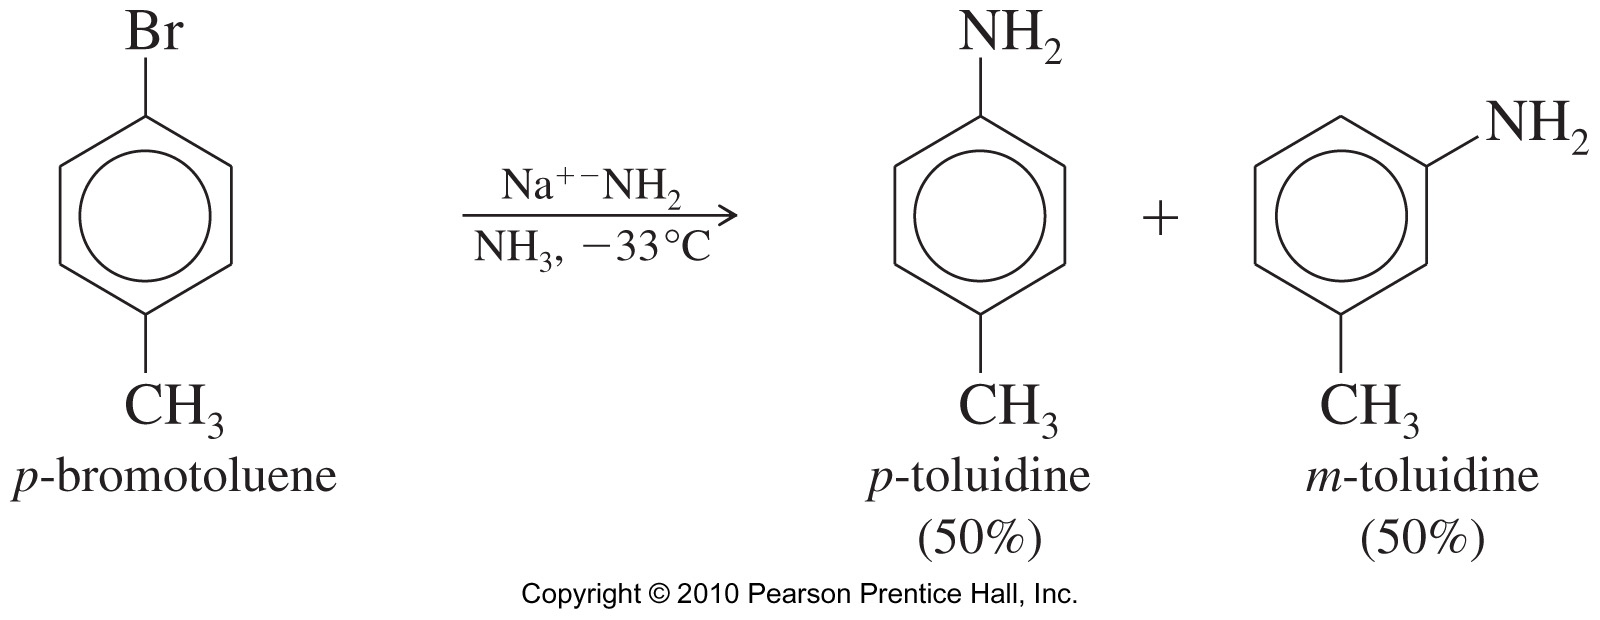 Br
NH₂
NH₂
Na⁺ ⁻NH₂
NH₃, −33 °C
+
CH₃
CH₃
CH₃
p-bromotoluene
p-toluidine
m-toluidine
(50%)
(50%)
Copyright © 2010 Pearson Prentice Hall, Inc.